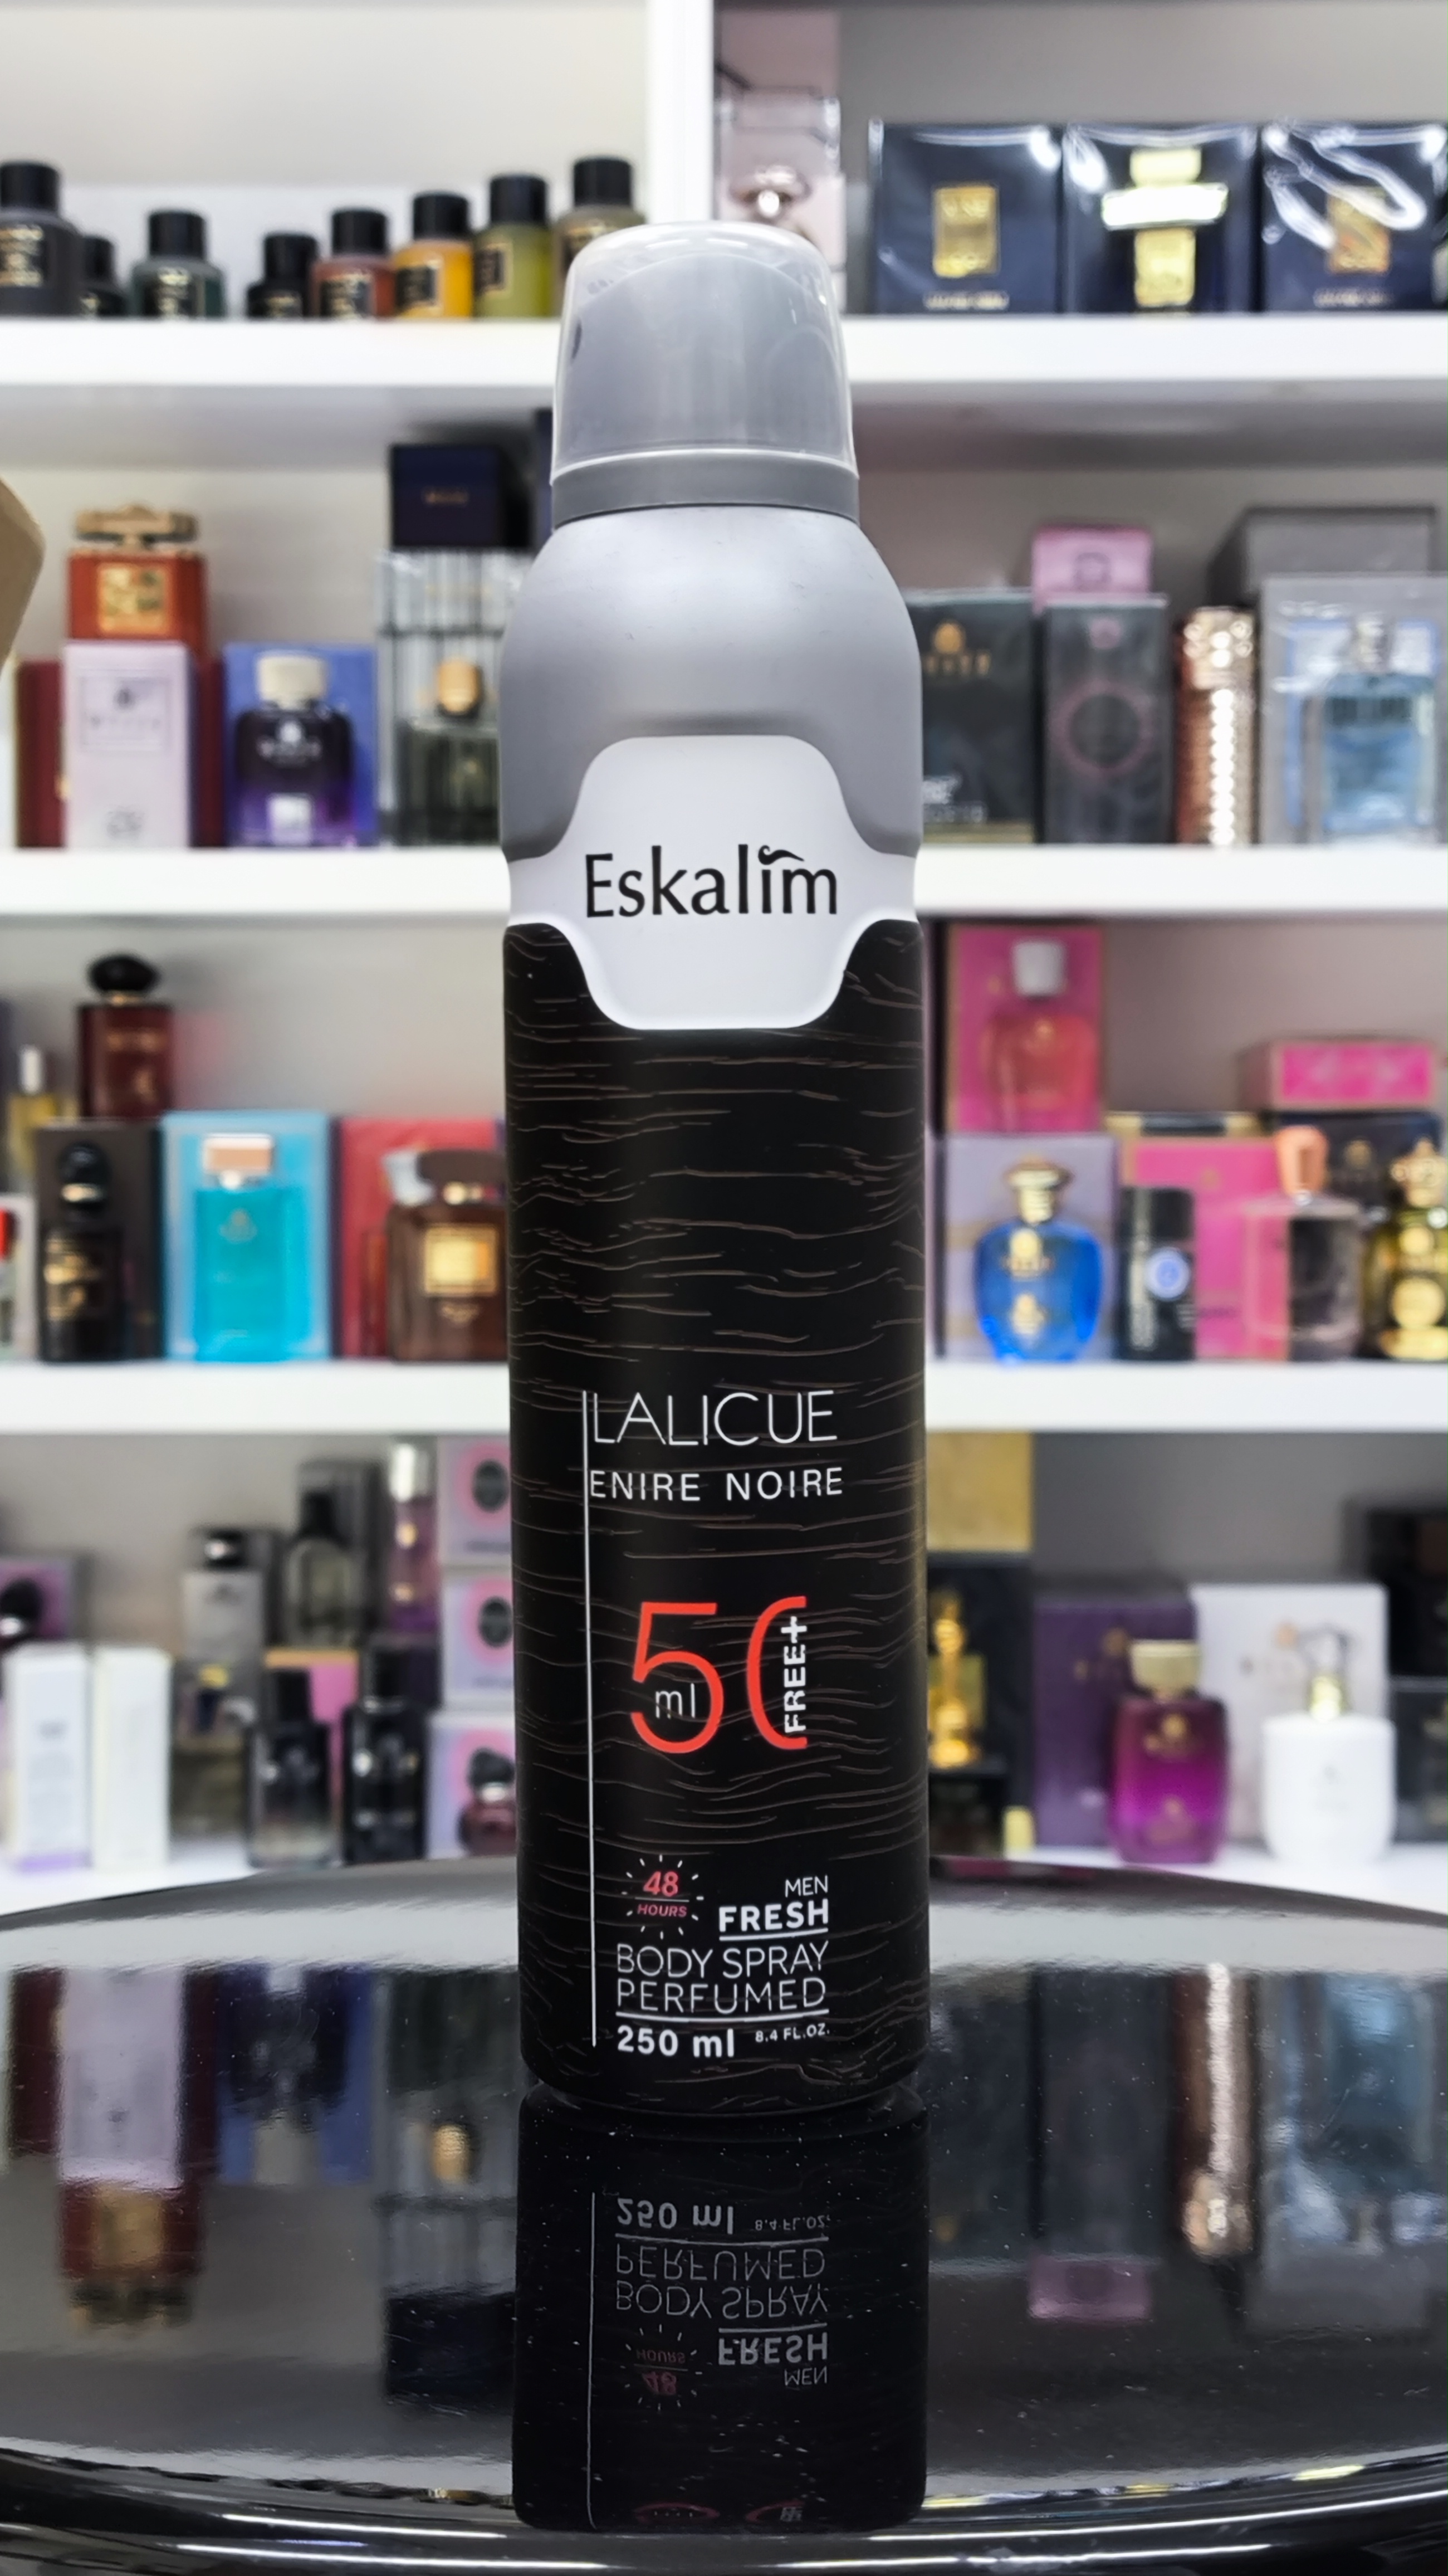 Eskalim
LALICUE
ENIRE NOIRE
50
ml
FREE+
48
HOURS
MEN
FRESH
BODY SPRAY
PERFUMED
250 ml 8.4 FL.OZ.